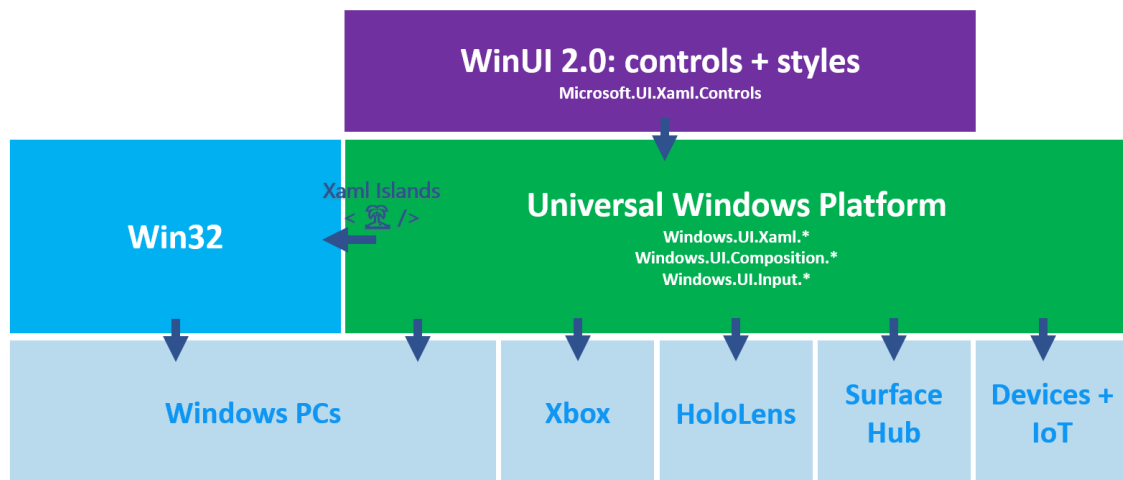 WinUI 2.0: controls + styles
Microsoft.UI.Xaml.Controls
Xaml Islands
< />
Win32
Universal Windows Platform
Windows.UI.Xaml.*
Windows.UI.Composition.*
Windows.UI.Input.*
Windows PCs
Xbox
HoloLens
Surface
Hub
Devices +
IoT